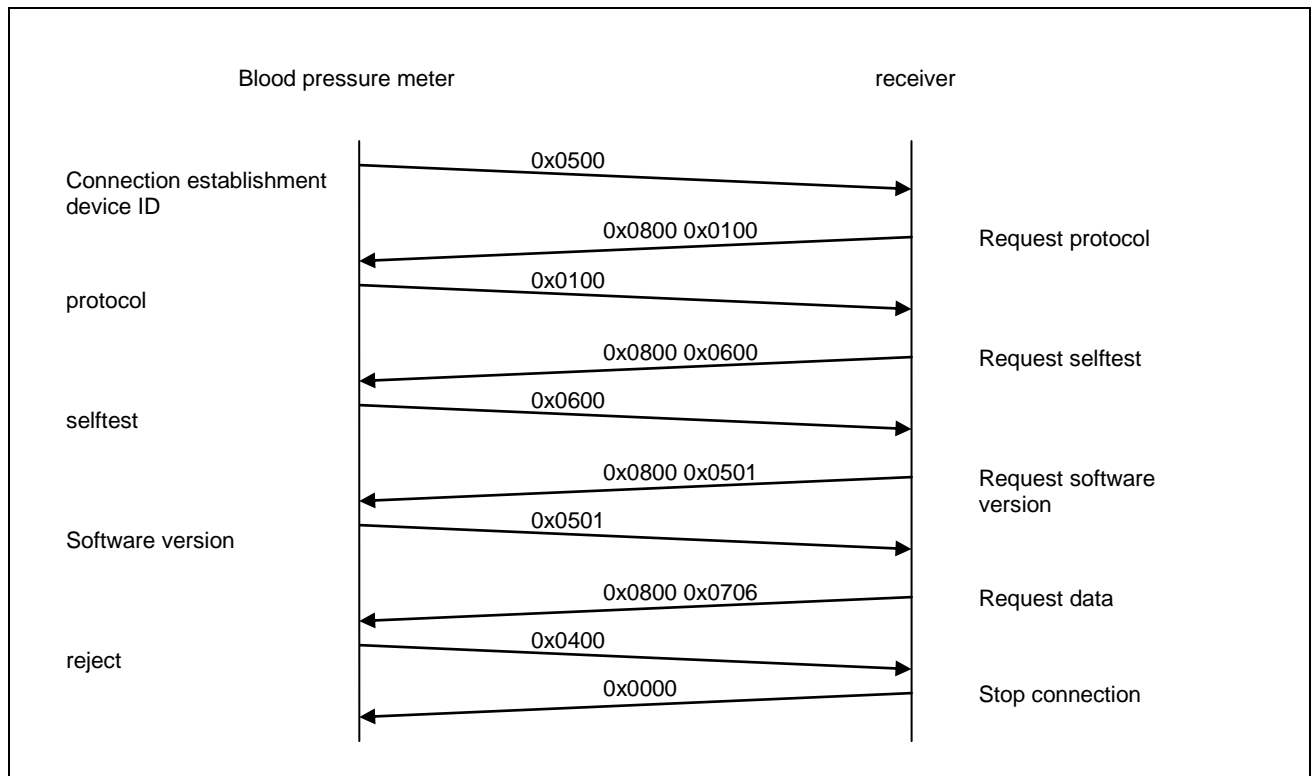 Blood pressure meter
receiver
0x0500
Connection establishment
device ID
0x0800 0x0100
Request protocol
0x0100
protocol
0x0800 0x0600
Request selftest
0x0600
selftest
0x0800 0x0501
Request software
version
0x0501
Software version
0x0800 0x0706
Request data
0x0400
reject
0x0000
Stop connection